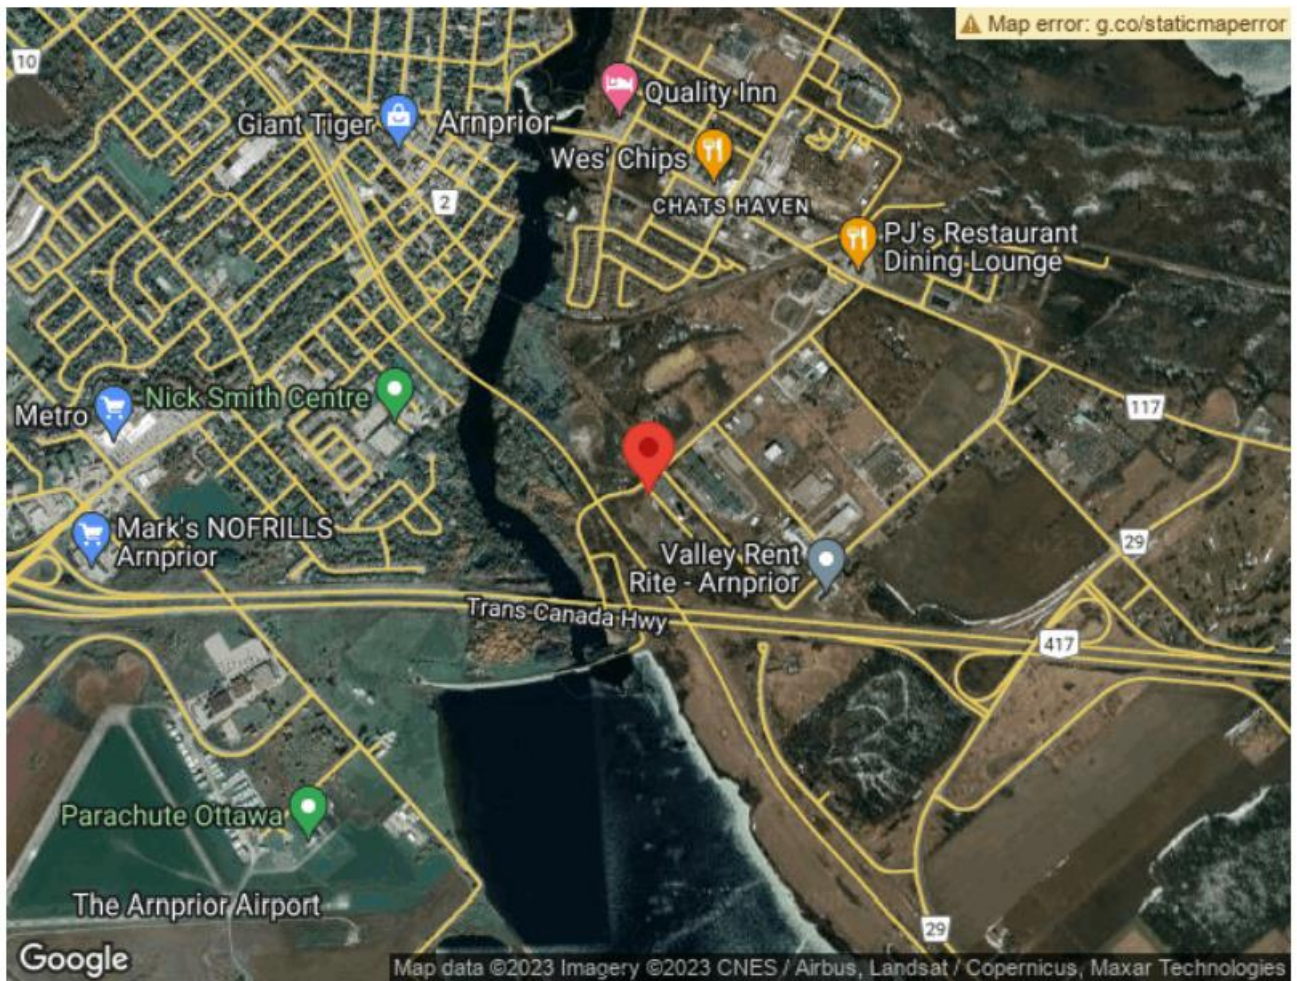 Map error: g.co/staticmaperror
10
Quality Inn
Giant Tiger
Arnprior
Wes' Chips
2
CHATS HAVEN
PJ's Restaurant
Dining Lounge
Nick Smith Centre
Metro
117
Mark's NOFRILLS
Arnprior
29
Valley Rent
Rite - Arnprior
Trans-Canada Hwy
417
Parachute Ottawa
The Arnprior Airport
29
Google
Map data ©2023 Imagery ©2023 CNES / Airbus, Landsat / Copernicus, Maxar Technologies